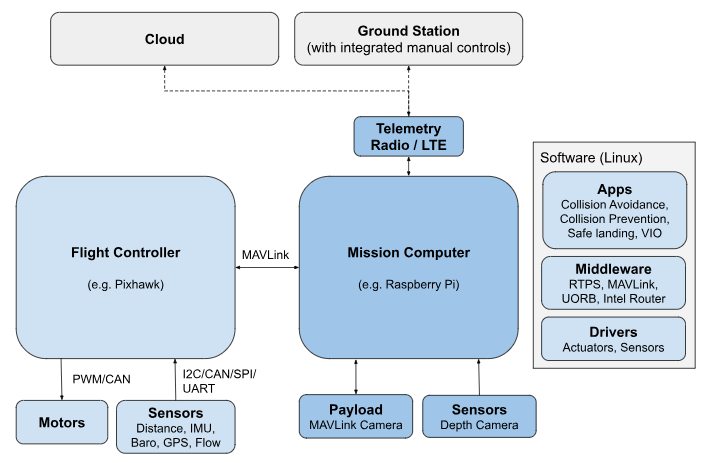 Cloud
Ground Station
(with integrated manual controls)
Telemetry
Radio / LTE
Software (Linux)
Apps
Collision Avoidance,
Collision Prevention,
Safe landing, VIO
Flight Controller
(e.g. Pixhawk)
MAVLink
Mission Computer
(e.g. Raspberry Pi)
Middleware
RTPS, MAVLink,
UORB, Intel Router
Drivers
Actuators, Sensors
PWM/CAN
I2C/CAN/SPI/
UART
Motors
Sensors
Distance, IMU,
Baro, GPS, Flow
Payload
MAVLink Camera
Sensors
Depth Camera